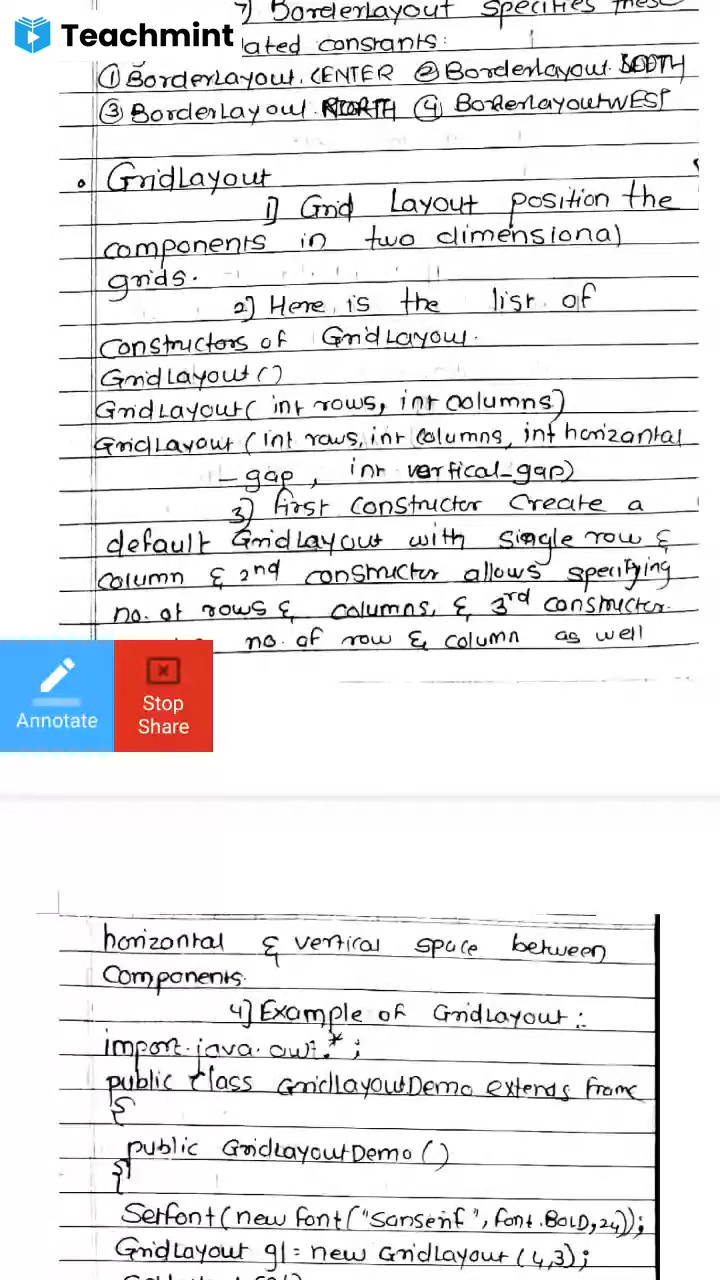 7) BorderLayout specifies these
Teachmint
ated constants:
① BorderLayout. CENTER ② BorderLayout. SOUTH
③ BorderLayout. NORTH ④ BorderLayout WEST
• GridLayout
1] Grid Layout position the
components in two dimensional
grids.
2] Here is the list of
constructors of GridLayout.
GridLayout ()
GridLayout( int rows, int columns)
GridLayout (int rows, int columns, int horizantal
-gap, int vertical-gap)
3) first constructor create a
default GridLayout with single row &
column & 2nd constructor allows specifying
no. of rows & columns, & 3rd constructor
no. of row & column as well
Annotate
Stop
Share
horizontal & vertical space between
Components.
4] Example of GridLayout:
import.java.awt.*;
public class GridlayoutDemo extends Frame
{
public GridLayoutDemo ()
{
Setfont (new font ("Sanserif", font.BOLD, 24));
GridLayout gl = new GridLayout (4,3);